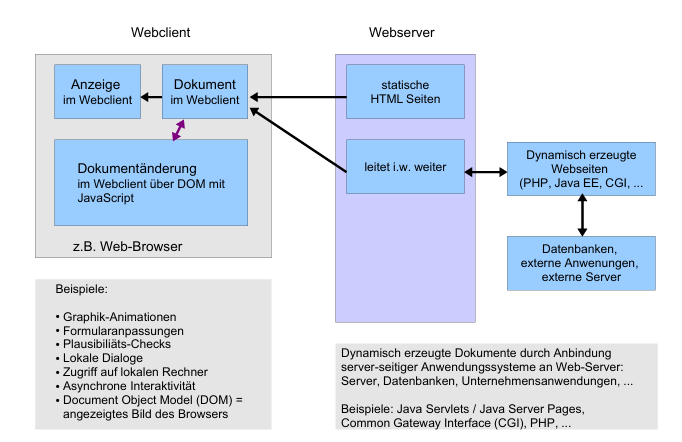 Webclient
Webserver
Anzeige
im Webclient
Dokument
im Webclient
statische
HTML Seiten
Dokumentänderung
im Webclient über DOM mit
JavaScript
leitet i.w. weiter
Dynamisch erzeugte
Webseiten
(PHP, Java EE, CGI, ...
z.B. Web-Browser
Datenbanken,
externe Anwenungen,
externe Server
Beispiele:
• Graphik-Animationen
• Formularanpassungen
• Plausibiliäts-Checks
• Lokale Dialoge
• Zugriff auf lokalen Rechner
• Asynchrone Interaktivität
• Document Object Model (DOM) =
angezeigtes Bild des Browsers
Dynamisch erzeugte Dokumente durch Anbindung
server-seitiger Anwendungssysteme an Web-Server:
Server, Datenbanken, Unternehmensanwendungen, ...
Beispiele: Java Servlets / Java Server Pages,
Common Gateway Interface (CGI), PHP, ...